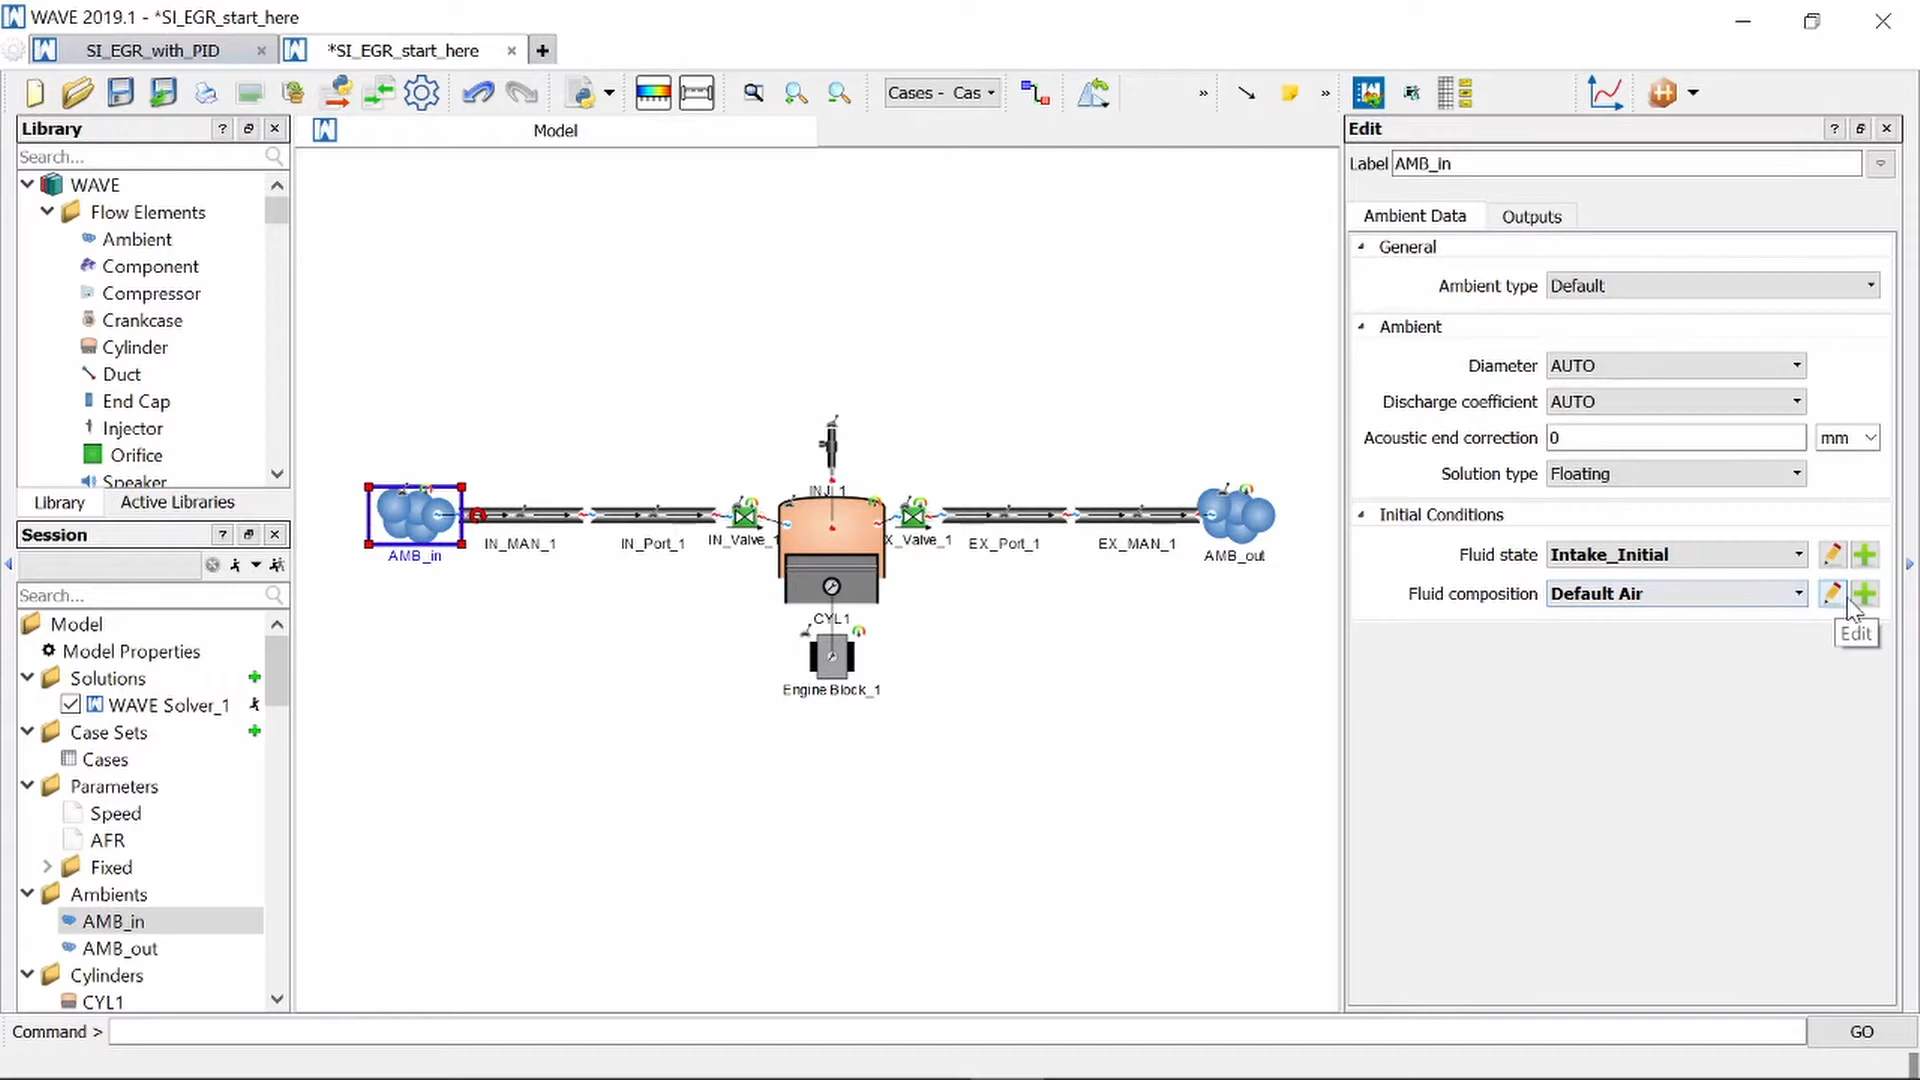 WAVE 2019.1 - *SI_EGR_start_here
SI_EGR_with_PID
*SI_EGR_start_here
Cases - Cas
Library
Search...
WAVE
Flow Elements
Ambient
Component
Compressor
Crankcase
Cylinder
Duct
End Cap
Injector
Orifice
Speaker
Library
Active Libraries
Session
Search...
Model
Model Properties
Solutions
WAVE Solver_1
Case Sets
Cases
Parameters
Speed
AFR
Fixed
Ambients
AMB_in
AMB_out
Cylinders
CYL1
Model
AMB_in
IN_MAN_1
IN_Port_1
IN_Valve_1
INJ_1
CYL1
Engine Block_1
X_Valve_1
EX_Port_1
EX_MAN_1
AMB_out
Edit
Label AMB_in
Ambient Data
Outputs
General
Ambient type Default
Ambient
Diameter AUTO
Discharge coefficient AUTO
Acoustic end correction 0 mm
Solution type Floating
Initial Conditions
Fluid state Intake_Initial
Fluid composition Default Air
Edit
Command >
GO